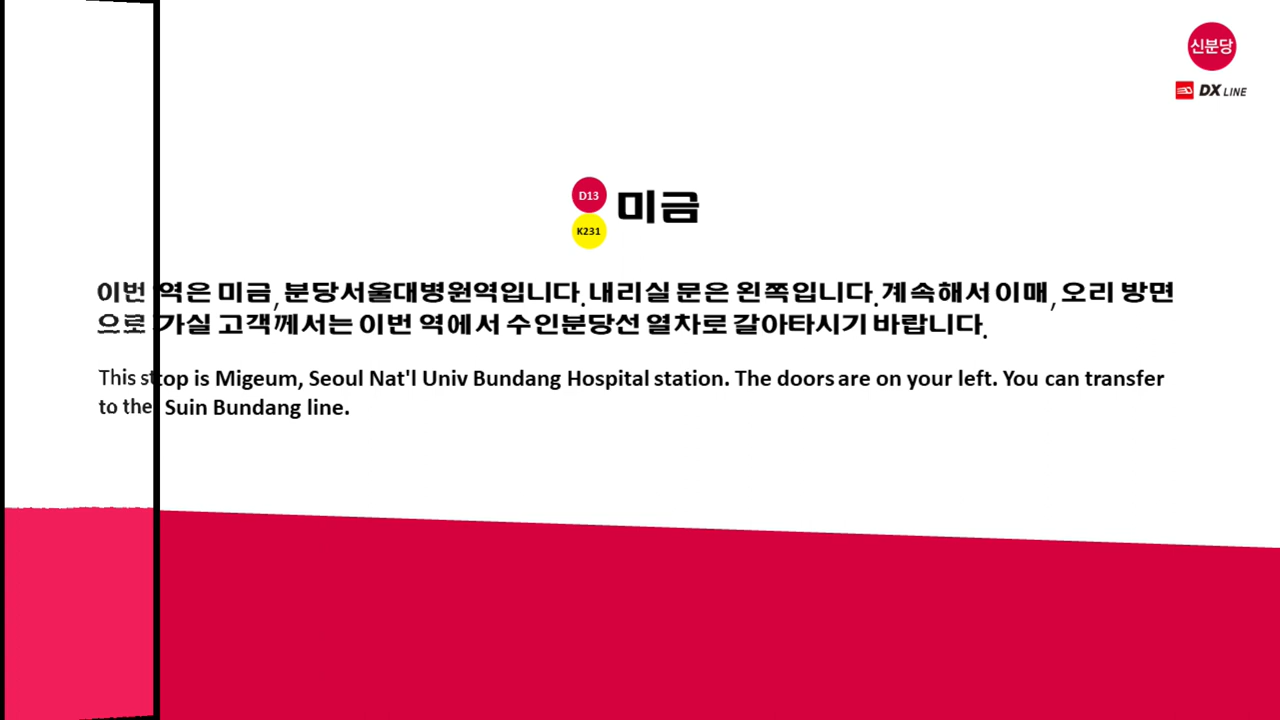 신분당
DX LINE
D13
미금
K231
이번 역은 미금, 분당서울대병원역입니다. 내리실 문은 왼쪽입니다. 계속해서 이매, 오리 방면
으로 가실 고객께서는 이번 역에서 수인분당선 열차로 갈아타시기 바랍니다.
This stop is Migeum, Seoul Nat'l Univ Bundang Hospital station. The doors are on your left. You can transfer
to the Suin Bundang line.